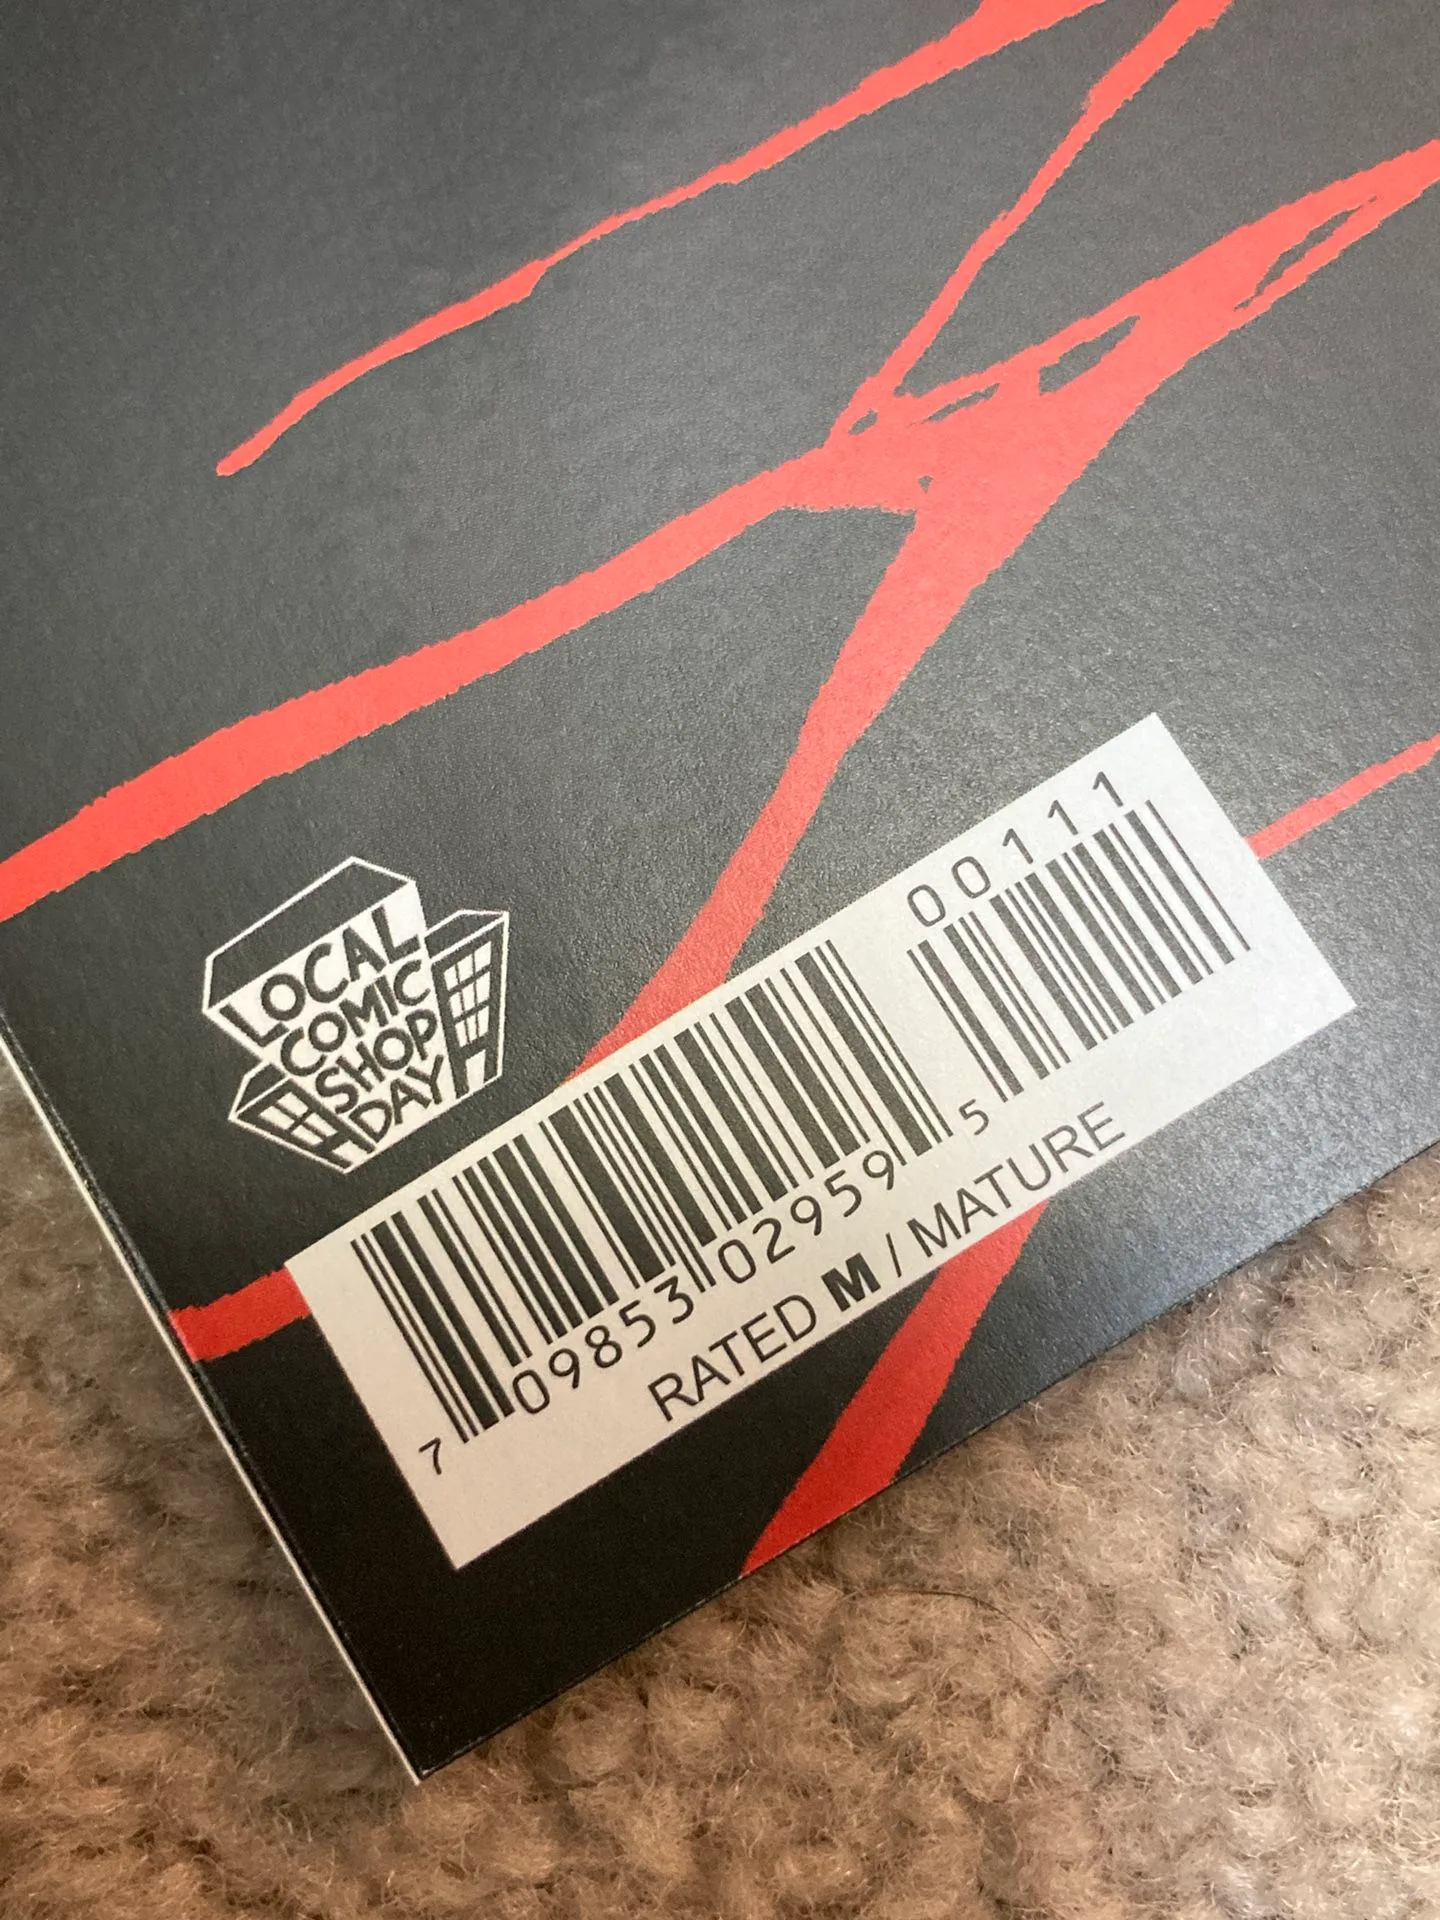 LOCAL
COMIC
SHOP
DAY
00111
7 09853 02959 5
RATED M / MATURE